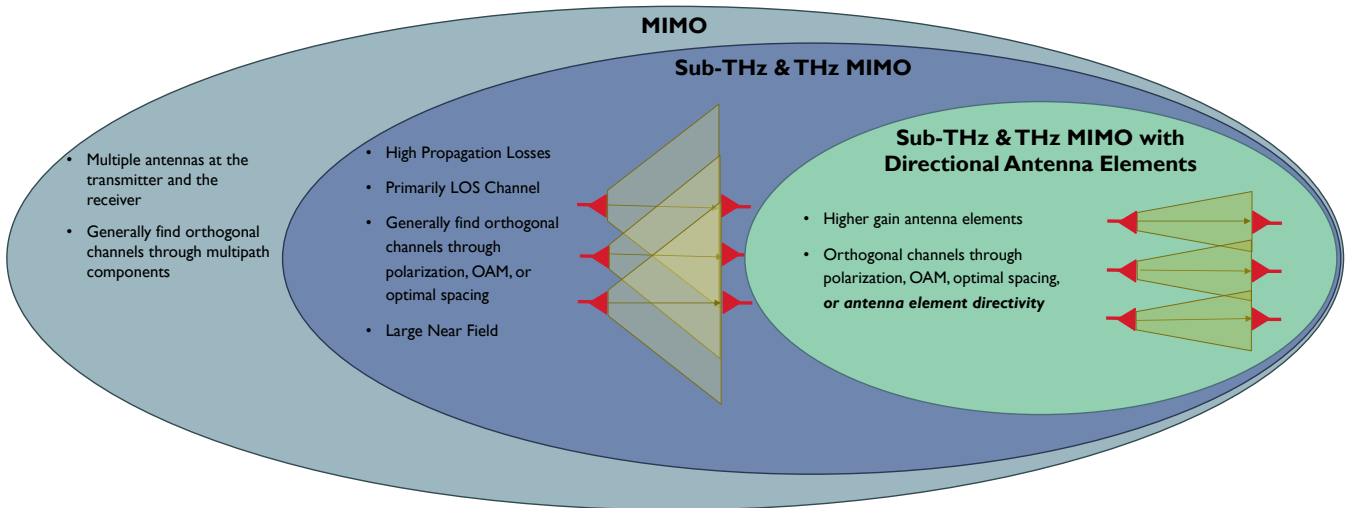 MIMO
Sub-THz & THz MIMO
Sub-THz & THz MIMO with
Directional Antenna Elements
• Multiple antennas at the
transmitter and the
receiver
• Generally find orthogonal
channels through multipath
components
• High Propagation Losses
• Primarily LOS Channel
• Generally find orthogonal
channels through
polarization, OAM, or
optimal spacing
• Large Near Field
• Higher gain antenna elements
• Orthogonal channels through
polarization, OAM, optimal spacing,
or antenna element directivity